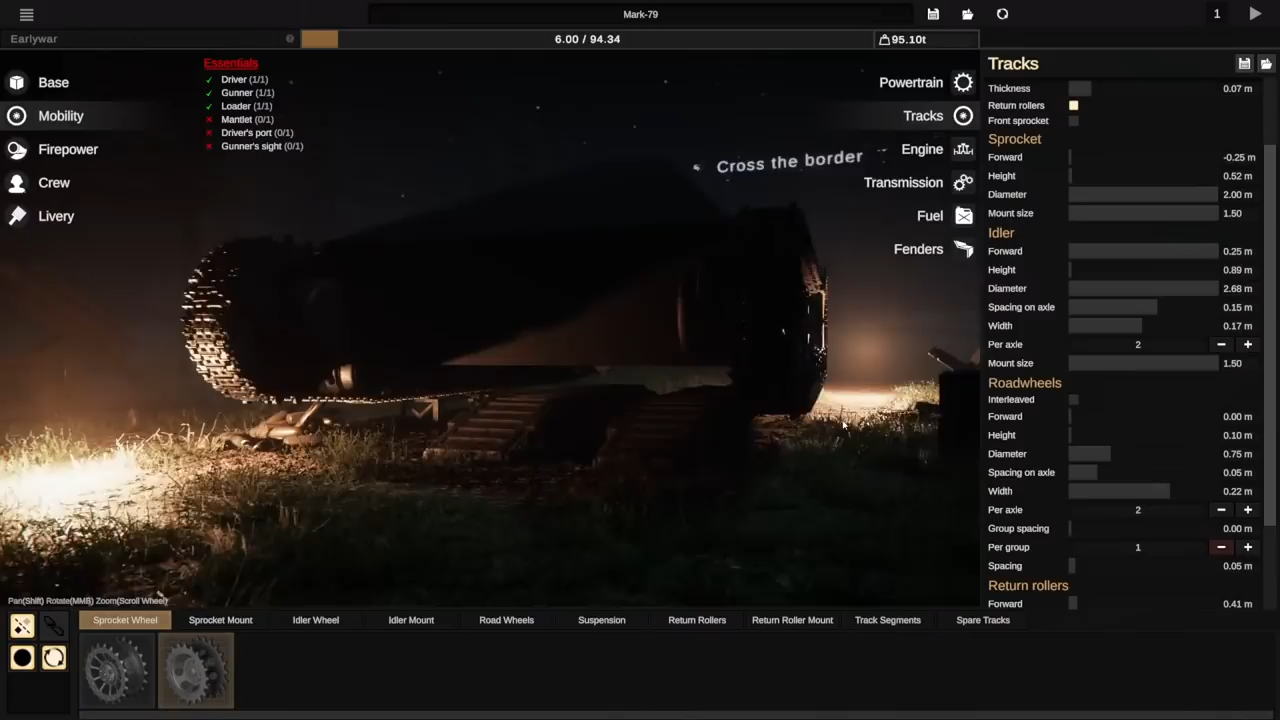 Mark-79
1
Earlywar
6.00 / 94.34
95.10t
Base
Mobility
Firepower
Crew
Livery
Essentials
Driver (1/1)
Gunner (1/1)
Loader (1/1)
Mantlet (0/1)
Driver's port (0/1)
Gunner's sight (0/1)
Cross the border
Powertrain
Tracks
Engine
Transmission
Fuel
Fenders
Tracks
Thickness 0.07 m
Return rollers
Front sprocket
Sprocket
Forward -0.25 m
Height 0.52 m
Diameter 2.00 m
Mount size 1.50
Idler
Forward 0.25 m
Height 0.89 m
Diameter 2.68 m
Spacing on axle 0.15 m
Width 0.17 m
Per axle 2 − +
Mount size 1.50
Roadwheels
Interleaved
Forward 0.00 m
Height 0.10 m
Diameter 0.75 m
Spacing on axle 0.05 m
Width 0.22 m
Per axle 2 − +
Group spacing 0.00 m
Per group 1 − +
Spacing 0.05 m
Return rollers
Forward 0.41 m
Pan(Shift) Rotate(MMB) Zoom(Scroll Wheel)
Sprocket Wheel Sprocket Mount Idler Wheel Idler Mount Road Wheels Suspension Return Rollers Return Roller Mount Track Segments Spare Tracks